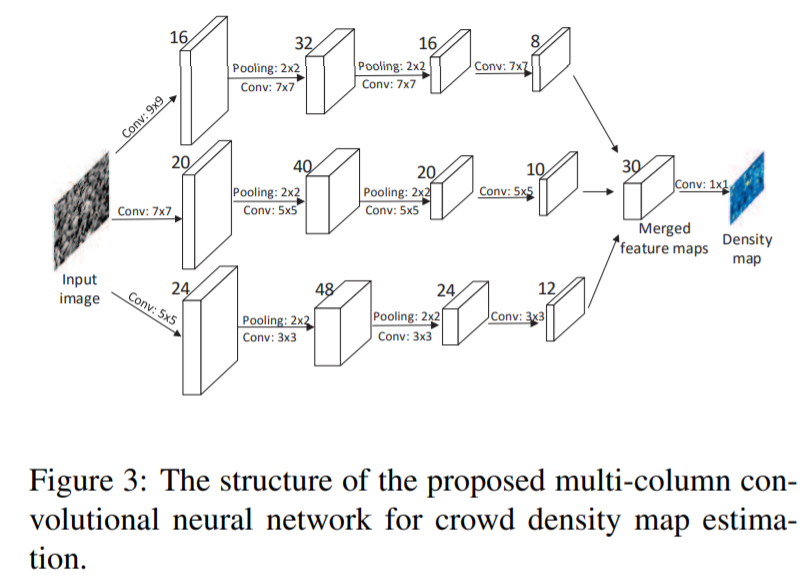 16
32
16
8
Pooling: 2x2
Conv: 7x7
Pooling: 2x2
Conv: 7x7
Conv: 7x7
Conv: 9x9
20
40
20
10
30
Conv: 7x7
Pooling: 2x2
Conv: 5x5
Pooling: 2x2
Conv: 5x5
Conv: 5x5
Conv: 1x1
Merged
feature maps
Density
map
Input
image
Conv: 5x5
24
48
24
12
Pooling: 2x2
Conv: 3x3
Pooling: 2x2
Conv: 3x3
Conv: 3x3
Figure 3: The structure of the proposed multi-column con-
volutional neural network for crowd density map estima-
tion.